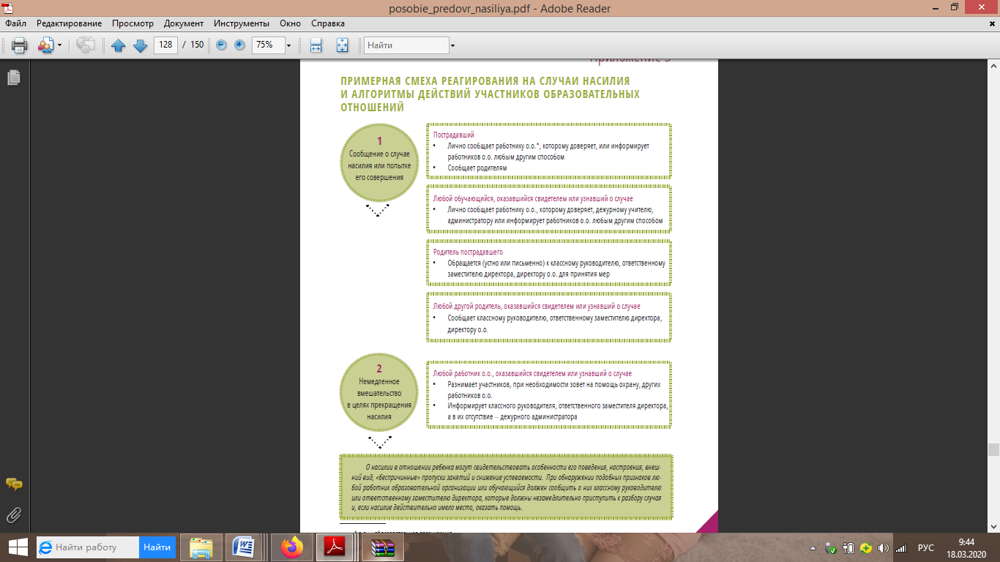 posobie_predovr_nasiliya.pdf - Adobe Reader
Файл Редактирование Просмотр Документ Инструменты Окно Справка
128 / 150 75% Найти
ПРИМЕРНАЯ СМЕХА РЕАГИРОВАНИЯ НА СЛУЧАИ НАСИЛИЯ
И АЛГОРИТМЫ ДЕЙСТВИЙ УЧАСТНИКОВ ОБРАЗОВАТЕЛЬНЫХ
ОТНОШЕНИЙ
1
Сообщение о случае
насилия или попытке
его совершения
Пострадавший
• Лично сообщает работнику о.о.*, которому доверяет, или информирует
работников о.о. любым другим способом
• Сообщает родителям
Любой обучающийся, оказавшийся свидетелем или узнавший о случае
• Лично сообщает работнику о.о., которому доверяет, дежурному учителю,
администратору или информирует работников о.о. любым другим способом
Родитель пострадавшего
• Обращается (устно или письменно) к классному руководителю, ответственному
заместителю директора, директору о.о. для принятия мер
Любой другой родитель, оказавшийся свидетелем или узнавший о случае
• Сообщает классному руководителю, ответственному заместителю директора,
директору о.о.
2
Немедленное
вмешательство
в целях прекращения
насилия
Любой работник о.о., оказавшийся свидетелем или узнавший о случае
• Разнимает участников, при необходимости зовет на помощь охрану, других
работников о.о.
• Информирует классного руководителя, ответственного заместителя директора,
а в их отсутствие – дежурного администратора
О насилии в отношении ребенка могут свидетельствовать особенности его поведения, настроения, внеш-
ний вид, «беспричинные» пропуски занятий и снижение успеваемости. При обнаружении подобных признаков лю-
бой работник образовательной организации или обучающийся должен сообщить о них классному руководителю
или ответственному заместителю директора, которые должны незамедлительно приступить к разбору случая
и, если насилие действительно имело место, оказать помощь.
Найти работу Найти
РУС
9:44
18.03.2020